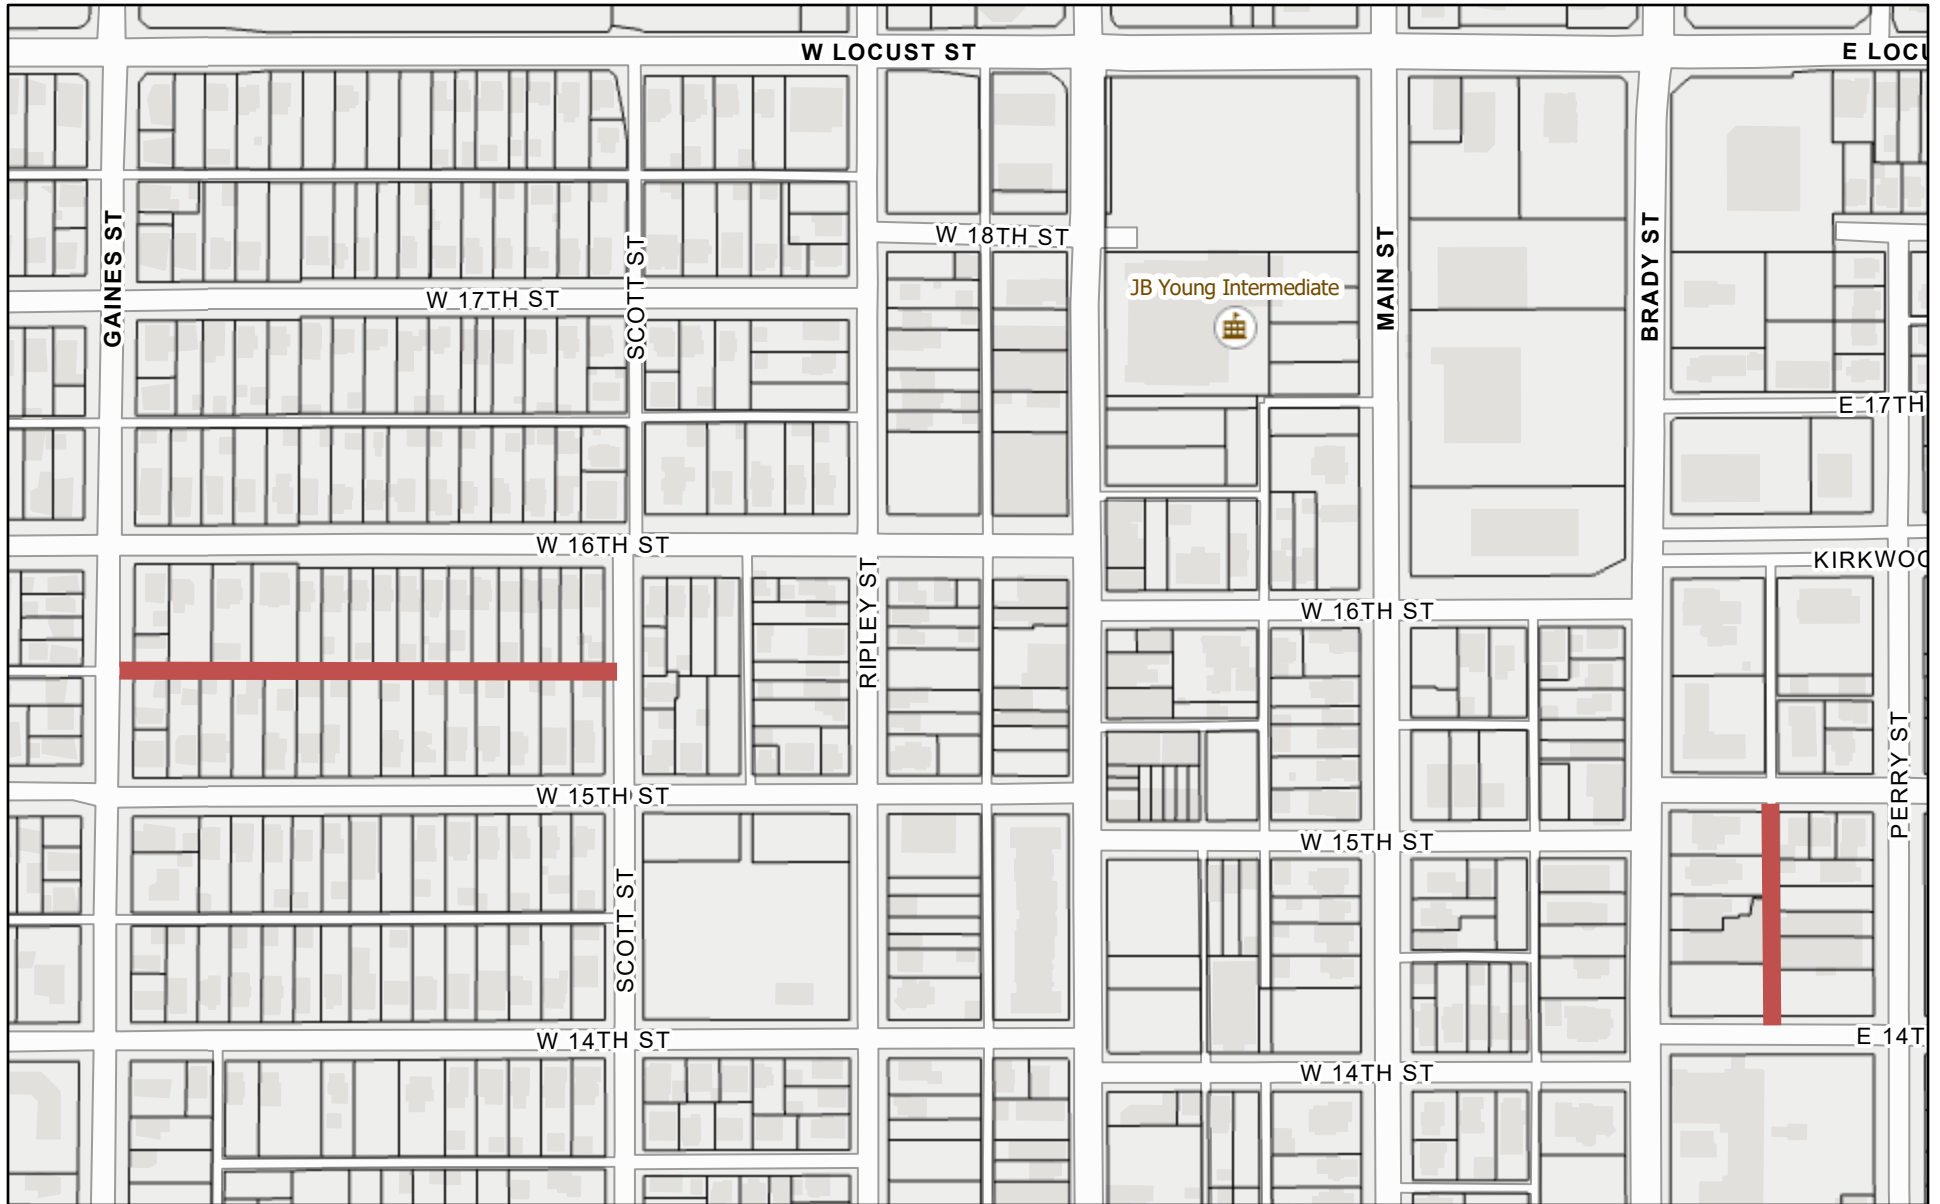 W LOCUST ST
E LOCU
GAINES ST
SCOTT ST
W 18TH ST
MAIN ST
BRADY ST
JB Young Intermediate
W 17TH ST
E 17TH
W 16TH ST
KIRKWOO
RIPLEY ST
W 16TH ST
PERRY ST
W 15TH ST
W 15TH ST
SCOTT ST
W 14TH ST
E 14T
W 14TH ST